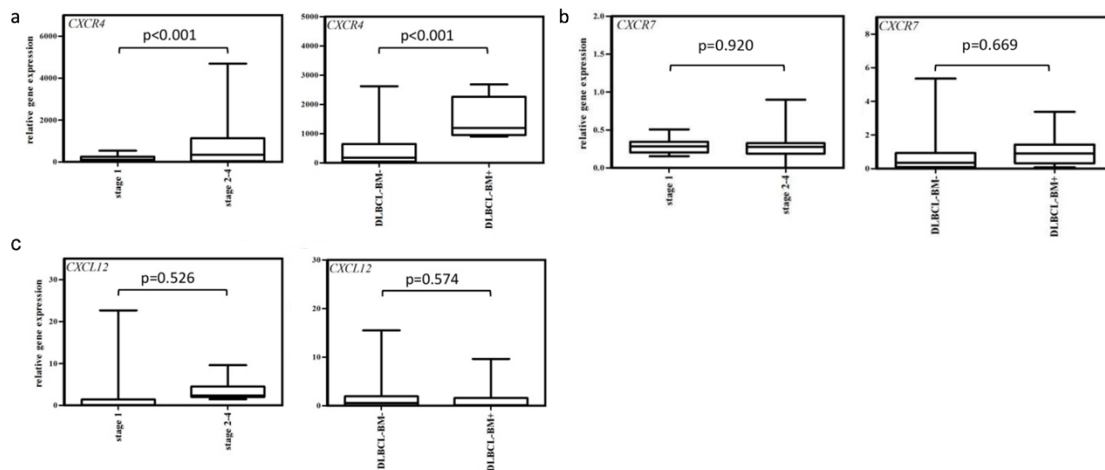 a
CXCR4
p<0.001
relative gene expression
6000
4000
2000
0
stage 1
stage 2-4
CXCR4
p<0.001
5000
4000
3000
2000
1000
0
DLBCL-BM-
DLBCL-BM+
b
CXCR7
p=0.920
relative gene expression
2.0
1.5
1.0
0.5
0.0
stage 1
stage 2-4
CXCR7
p=0.669
8
6
4
2
0
DLBCL-BM-
DLBCL-BM+
c
CXCL12
p=0.526
relative gene expression
30
20
10
0
stage 1
stage 2-4
CXCL12
p=0.574
30
20
10
0
DLBCL-BM-
DLBCL-BM+